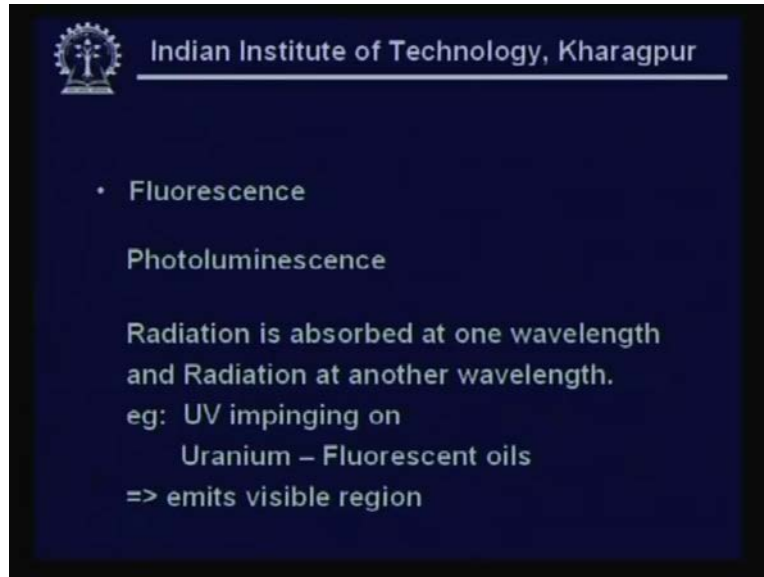 Indian Institute of Technology, Kharagpur
• Fluorescence
Photoluminescence
Radiation is absorbed at one wavelength
and Radiation at another wavelength.
eg: UV impinging on
Uranium – Fluorescent oils
=> emits visible region